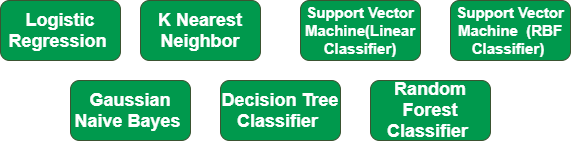 Logistic
Regression
K Nearest
Neighbor
Support Vector
Machine(Linear
Classifier)
Support Vector
Machine (RBF
Classifier)
Gaussian
Naive Bayes
Decision Tree
Classifier
Random
Forest
Classifier